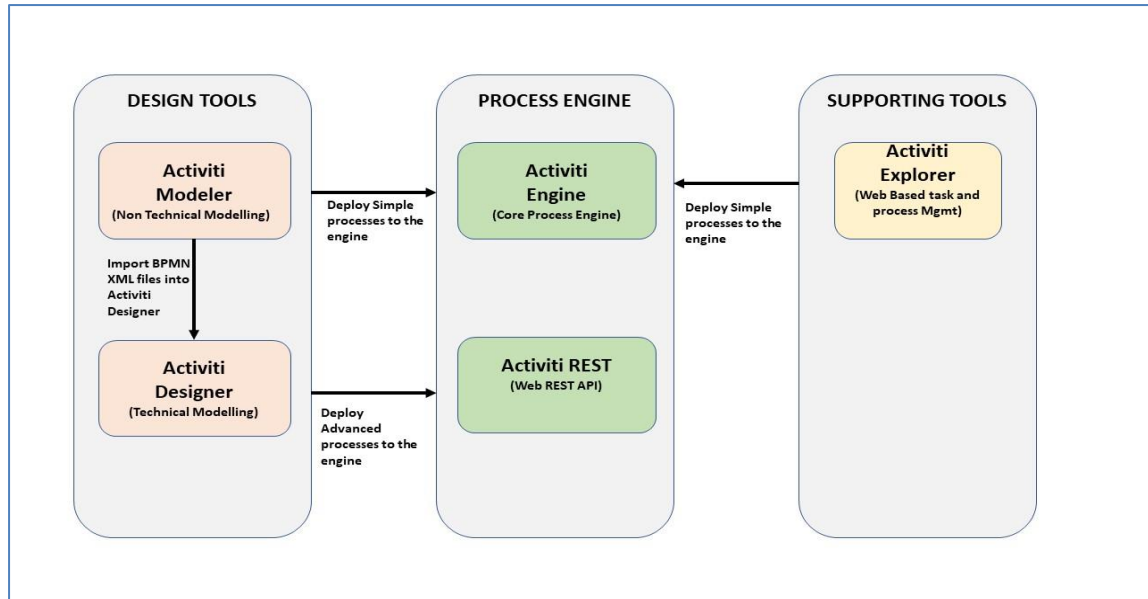 DESIGN TOOLS
Activiti
Modeler
(Non Technical Modelling)
Import BPMN
XML files into
Activiti
Designer
Activiti
Designer
(Technical Modelling)
Deploy Simple
processes to the
engine
Deploy
Advanced
processes to the
engine
PROCESS ENGINE
Activiti
Engine
(Core Process Engine)
Activiti REST
(Web REST API)
Deploy Simple
processes to the
engine
SUPPORTING TOOLS
Activiti
Explorer
(Web Based task and
process Mgmt)